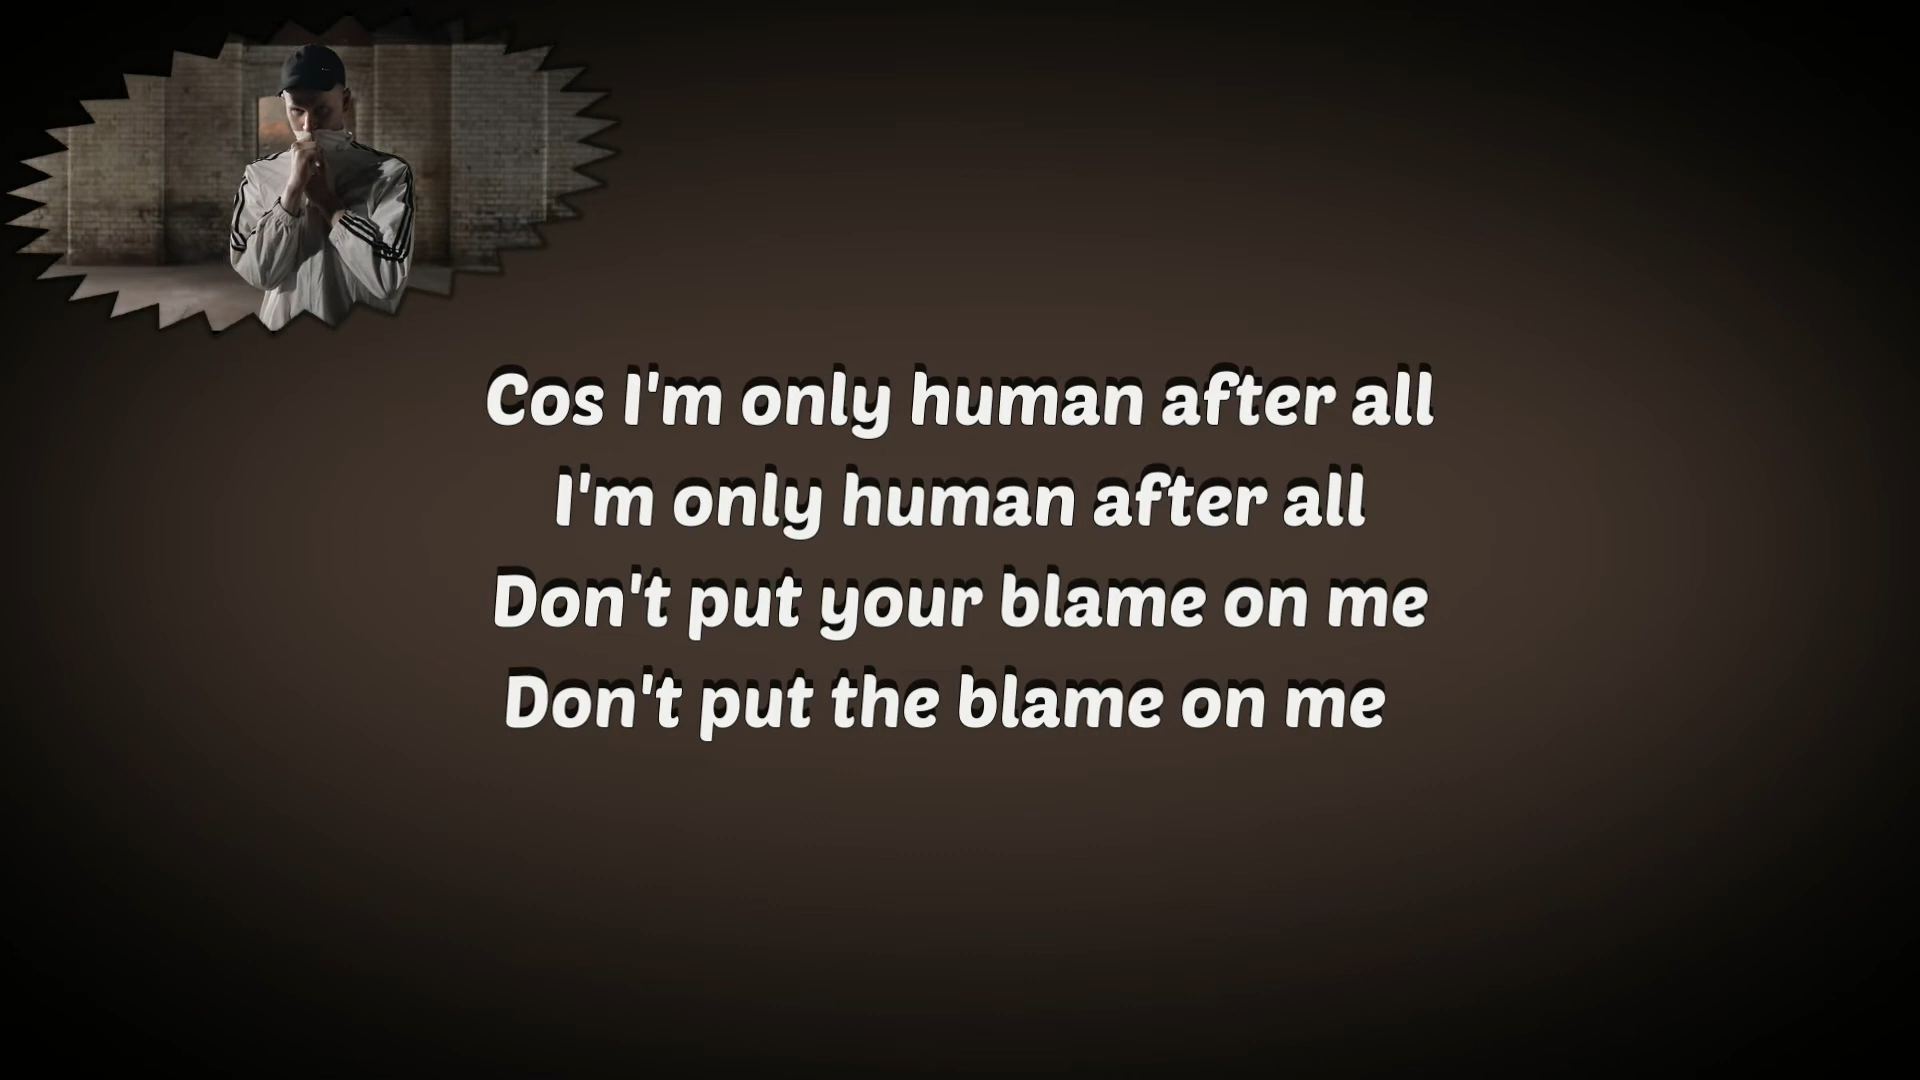 Cos I'm only human after all
I'm only human after all
Don't put your blame on me
Don't put the blame on me